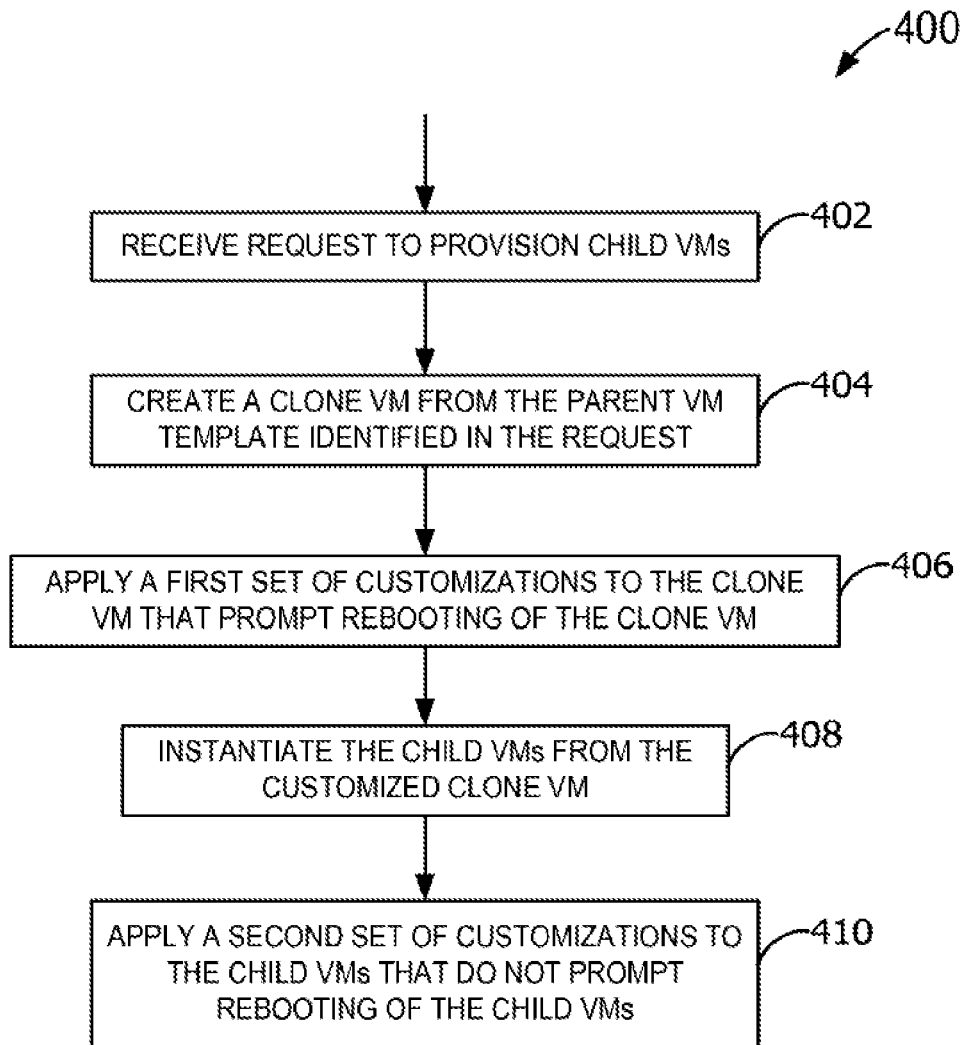 400
RECEIVE REQUEST TO PROVISION CHILD VMs
402
CREATE A CLONE VM FROM THE PARENT VM
TEMPLATE IDENTIFIED IN THE REQUEST
404
APPLY A FIRST SET OF CUSTOMIZATIONS TO THE CLONE
VM THAT PROMPT REBOOTING OF THE CLONE VM
406
INSTANTIATE THE CHILD VMs FROM THE
CUSTOMIZED CLONE VM
408
APPLY A SECOND SET OF CUSTOMIZATIONS TO
THE CHILD VMs THAT DO NOT PROMPT
REBOOTING OF THE CHILD VMs
410